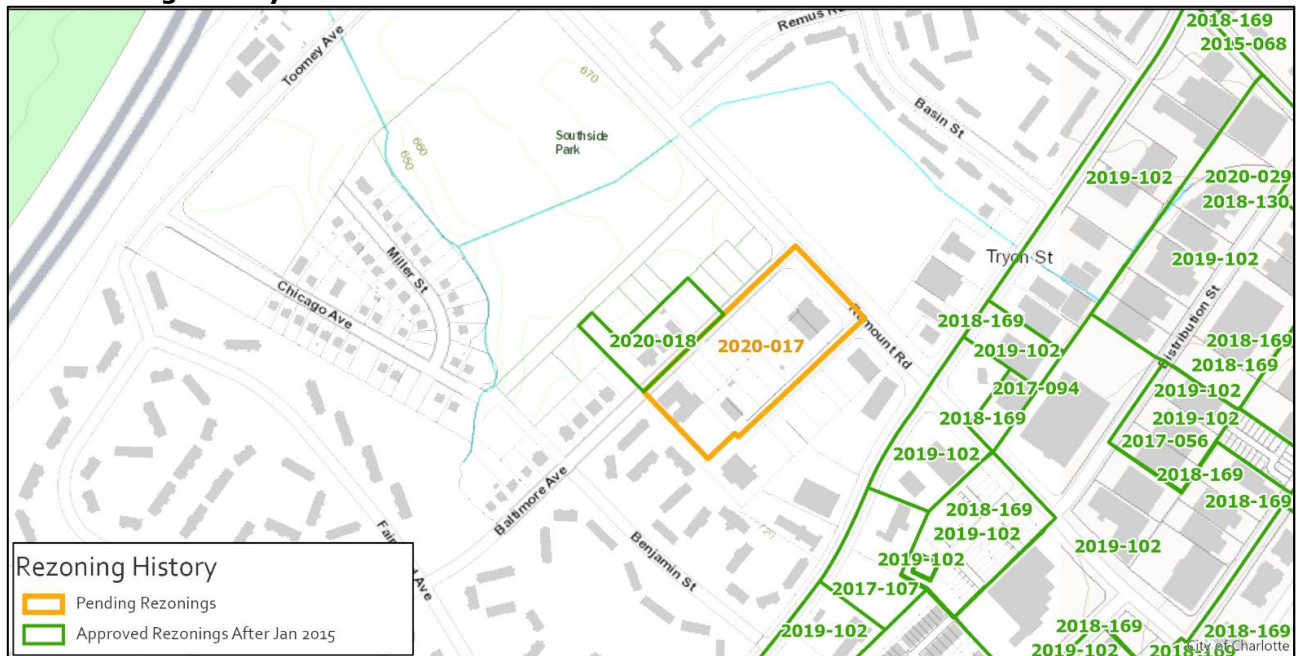 2018-169
2015-068
Toomey Ave
670
660
650
Southside
Park
Basin St
2019-102
2020-029
2018-130
Tryon St
2019-102
Miller St
Chicago Ave
2020-018
2020-017
Remount Rd
Distribution St
2018-169
2019-102
2017-094
2018-169
2018-169
2018-169
2019-102
2019-102
2017-056
2018-169
2018-169
2019-102
Baltimore Ave
2018-169
2019-102
2019-102
2019-102
2017-107
Benjamin St
2019-102
2018-169
2018-169
2019-102
2018-169
City of Charlotte
Rezoning History
Pending Rezonings
Approved Rezonings After Jan 2015